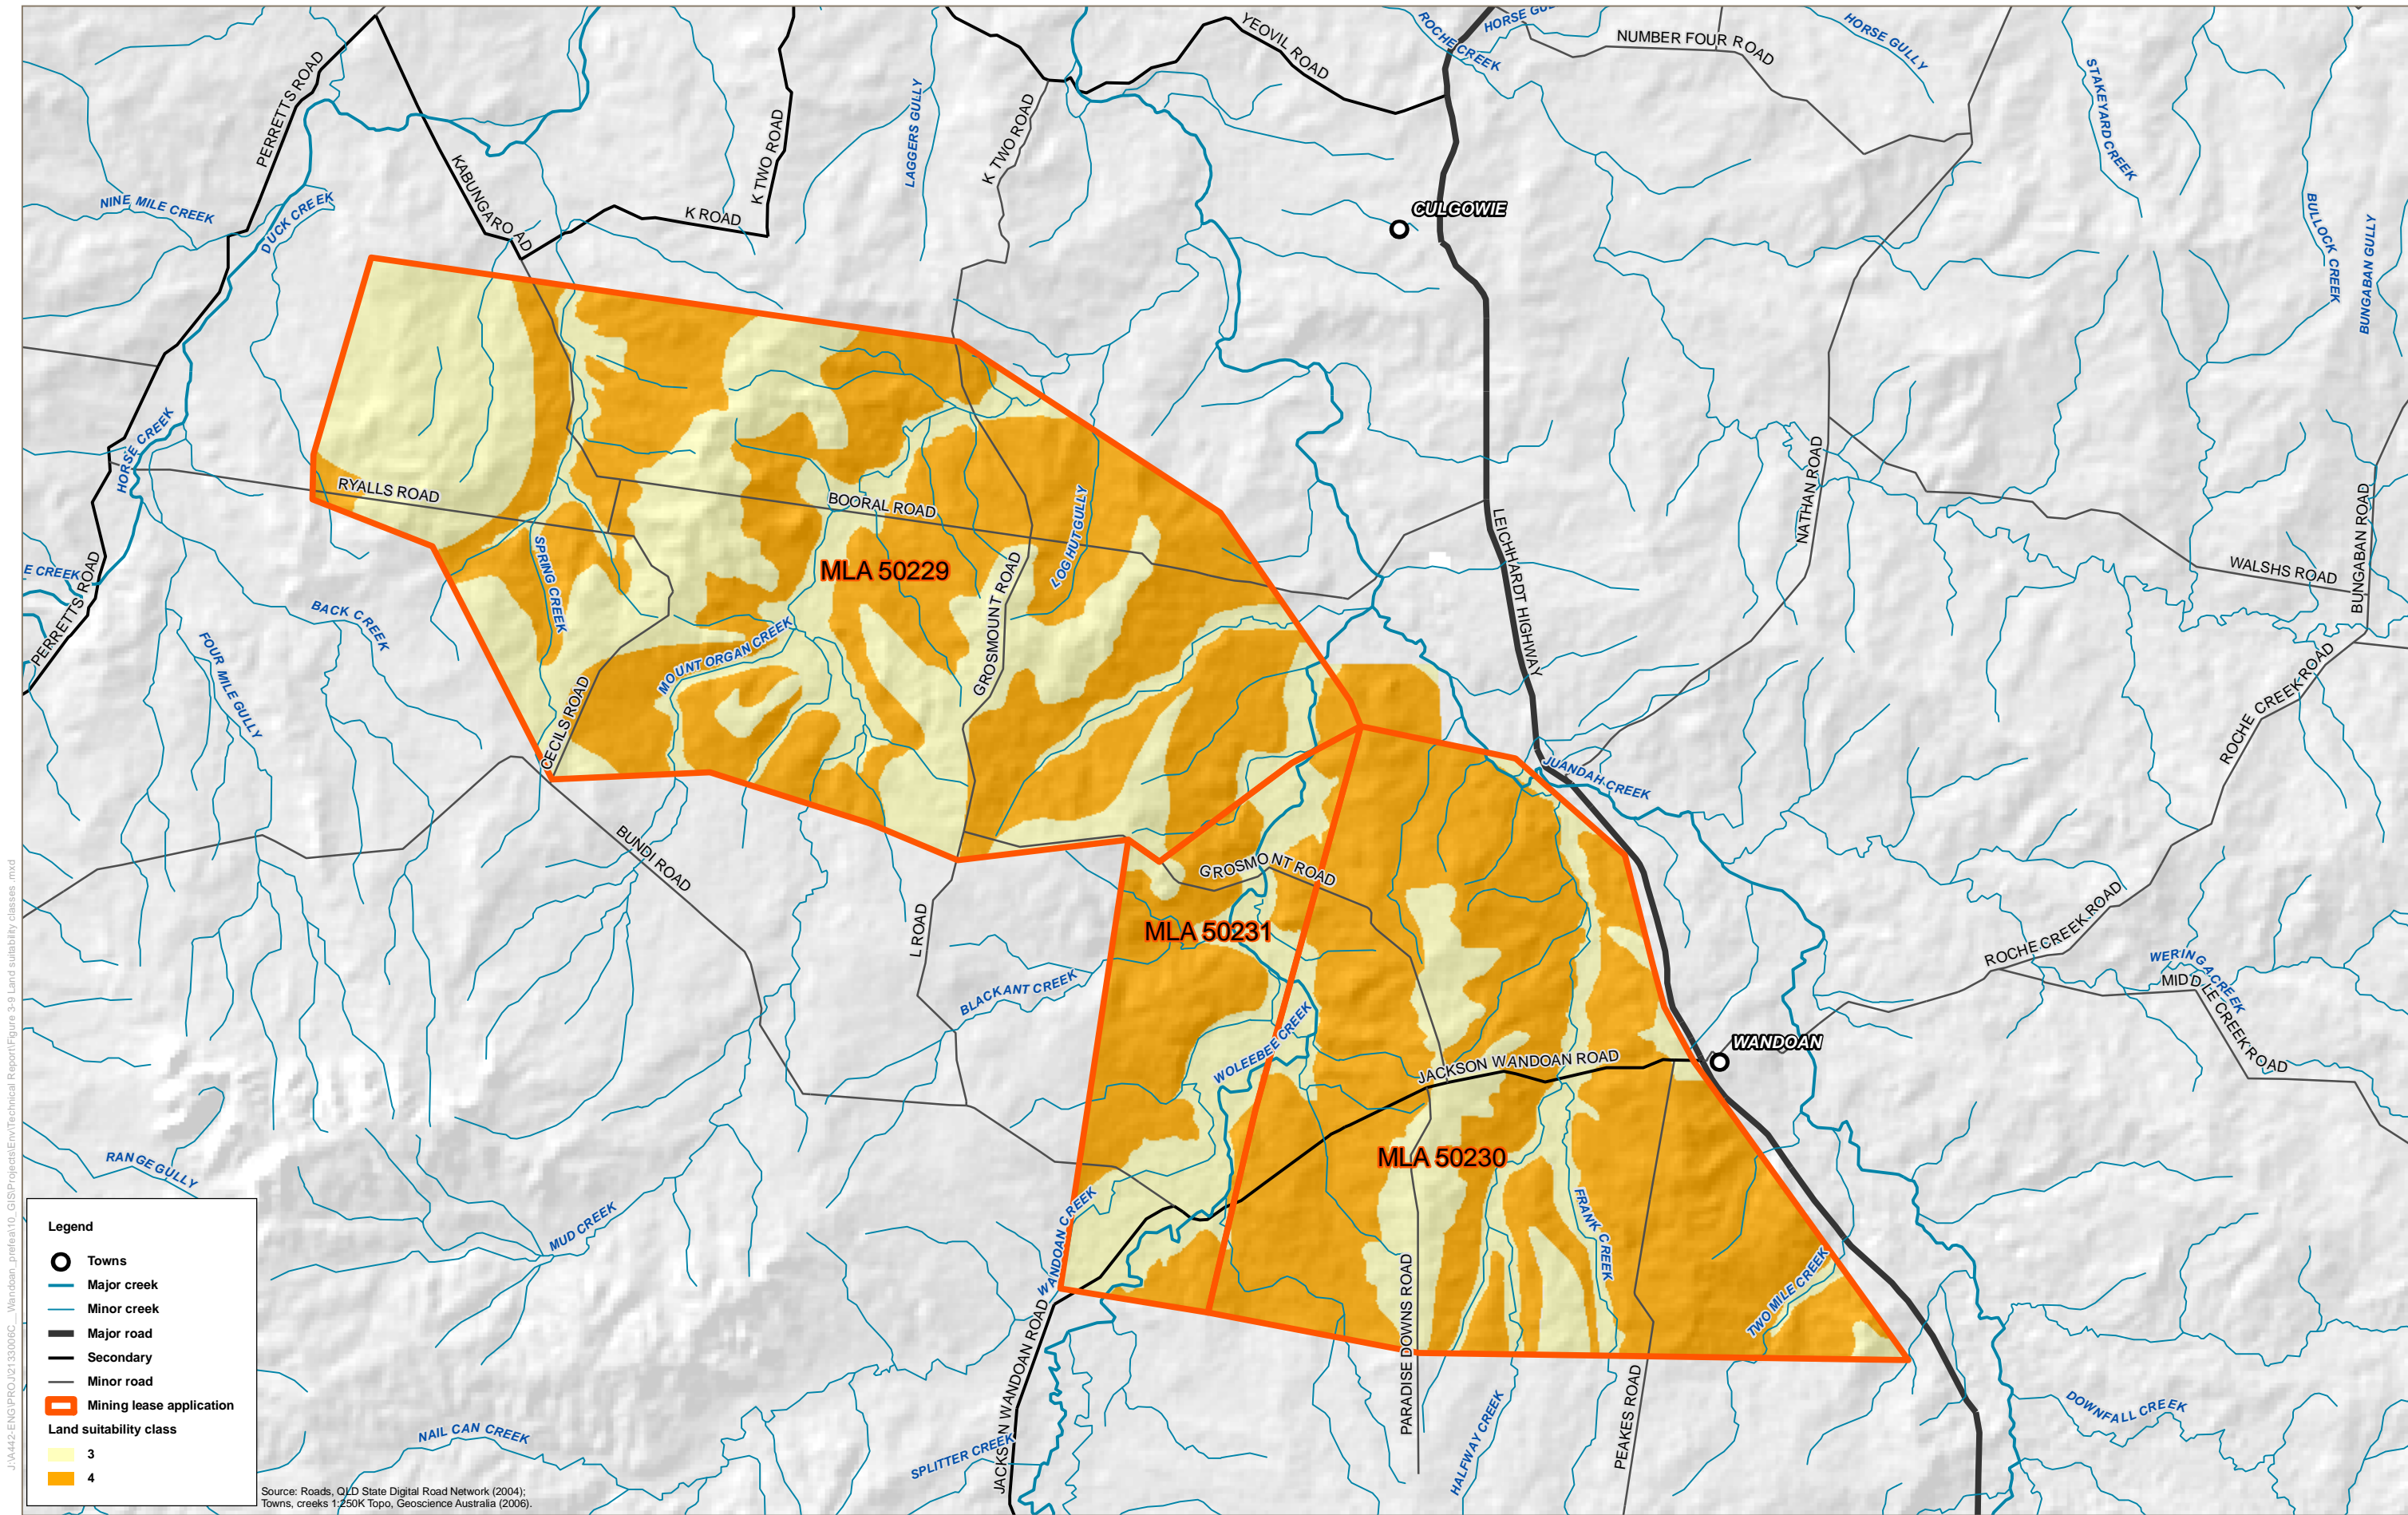 YEOVIL ROAD
ROCHE CREEK
NUMBER FOUR ROAD
HORSE GULLY
STAKEYARD CREEK
PERRETTS ROAD
KABUNGA ROAD
K TWO ROAD
LAGGERS GULLY
K TWO ROAD
NINE MILE CREEK
DUCK CREEK
K ROAD
CULGOWIE
BULLOCK CREEK
BUNGABAN GULLY
HORSE CREEK
RYALLS ROAD
BOORAL ROAD
LOG HUT GULLY
LEICHHARDT HIGHWAY
NATHAN ROAD
BUNGABAN ROAD
WALSHS ROAD
E CREEK
PERRETTS ROAD
BACK CREEK
FOUR MILE GULLY
SPRING CREEK
MLA 50229
GROSMOUNT ROAD
MOUNT ORGAN CREEK
CECILS ROAD
ROCHE CREEK ROAD
JUANDAH CREEK
BUNDI ROAD
GROSMONT ROAD
L ROAD
MLA 50231
BLACKANT CREEK
WOLEEBEE CREEK
ROCHE CREEK ROAD
WERINGA CREEK
MIDDLE CREEK ROAD
WANDOAN
JACKSON WANDOAN ROAD
MLA 50230
RANGE GULLY
MUD CREEK
WANDOAN CREEK
FRANK CREEK
TWO MILE CREEK
PARADISE DOWNS ROAD
JACKSON WANDOAN ROAD
HALFWAY CREEK
PEAKES ROAD
DOWNFALL CREEK
NAIL CAN CREEK
SPLITTER CREEK
Legend
Towns
Major creek
Minor creek
Major road
Secondary
Minor road
Mining lease application
Land suitability class
3
4
Source: Roads, QLD State Digital Road Network (2004);
Towns, creeks 1:250K Topo, Geoscience Australia (2006).